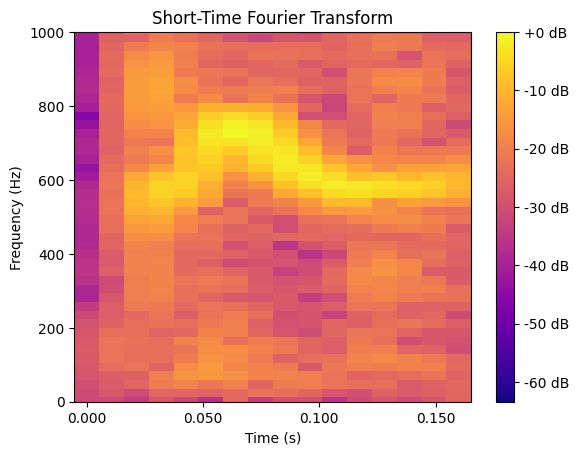 Short-Time Fourier Transform
1000
800
600
400
200
0
Frequency (Hz)
0.000
0.050
0.100
0.150
Time (s)
+0 dB
-10 dB
-20 dB
-30 dB
-40 dB
-50 dB
-60 dB